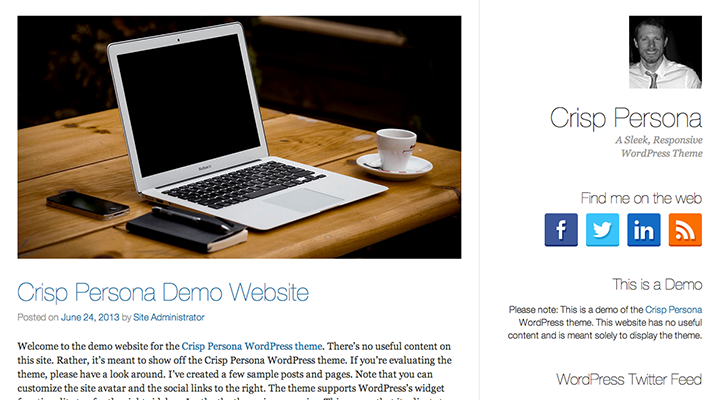 Crisp Persona Demo Website
Posted on June 24, 2013 by Site Administrator
Welcome to the demo website for the Crisp Persona WordPress theme. There's no useful content on
this site. Rather, it's meant to show off the Crisp Persona WordPress theme. If you're evaluating the
theme, please have a look around. I've created a few sample posts and pages. Note that you can
customize the site avatar and the social links to the right. The theme supports WordPress's widget
Crisp Persona
A Sleek, Responsive
WordPress Theme
Find me on the web
f
in
This is a Demo
Please note: This is a demo of the Crisp Persona
WordPress theme. This website has no useful
content and is meant solely to display the theme.
WordPress Twitter Feed